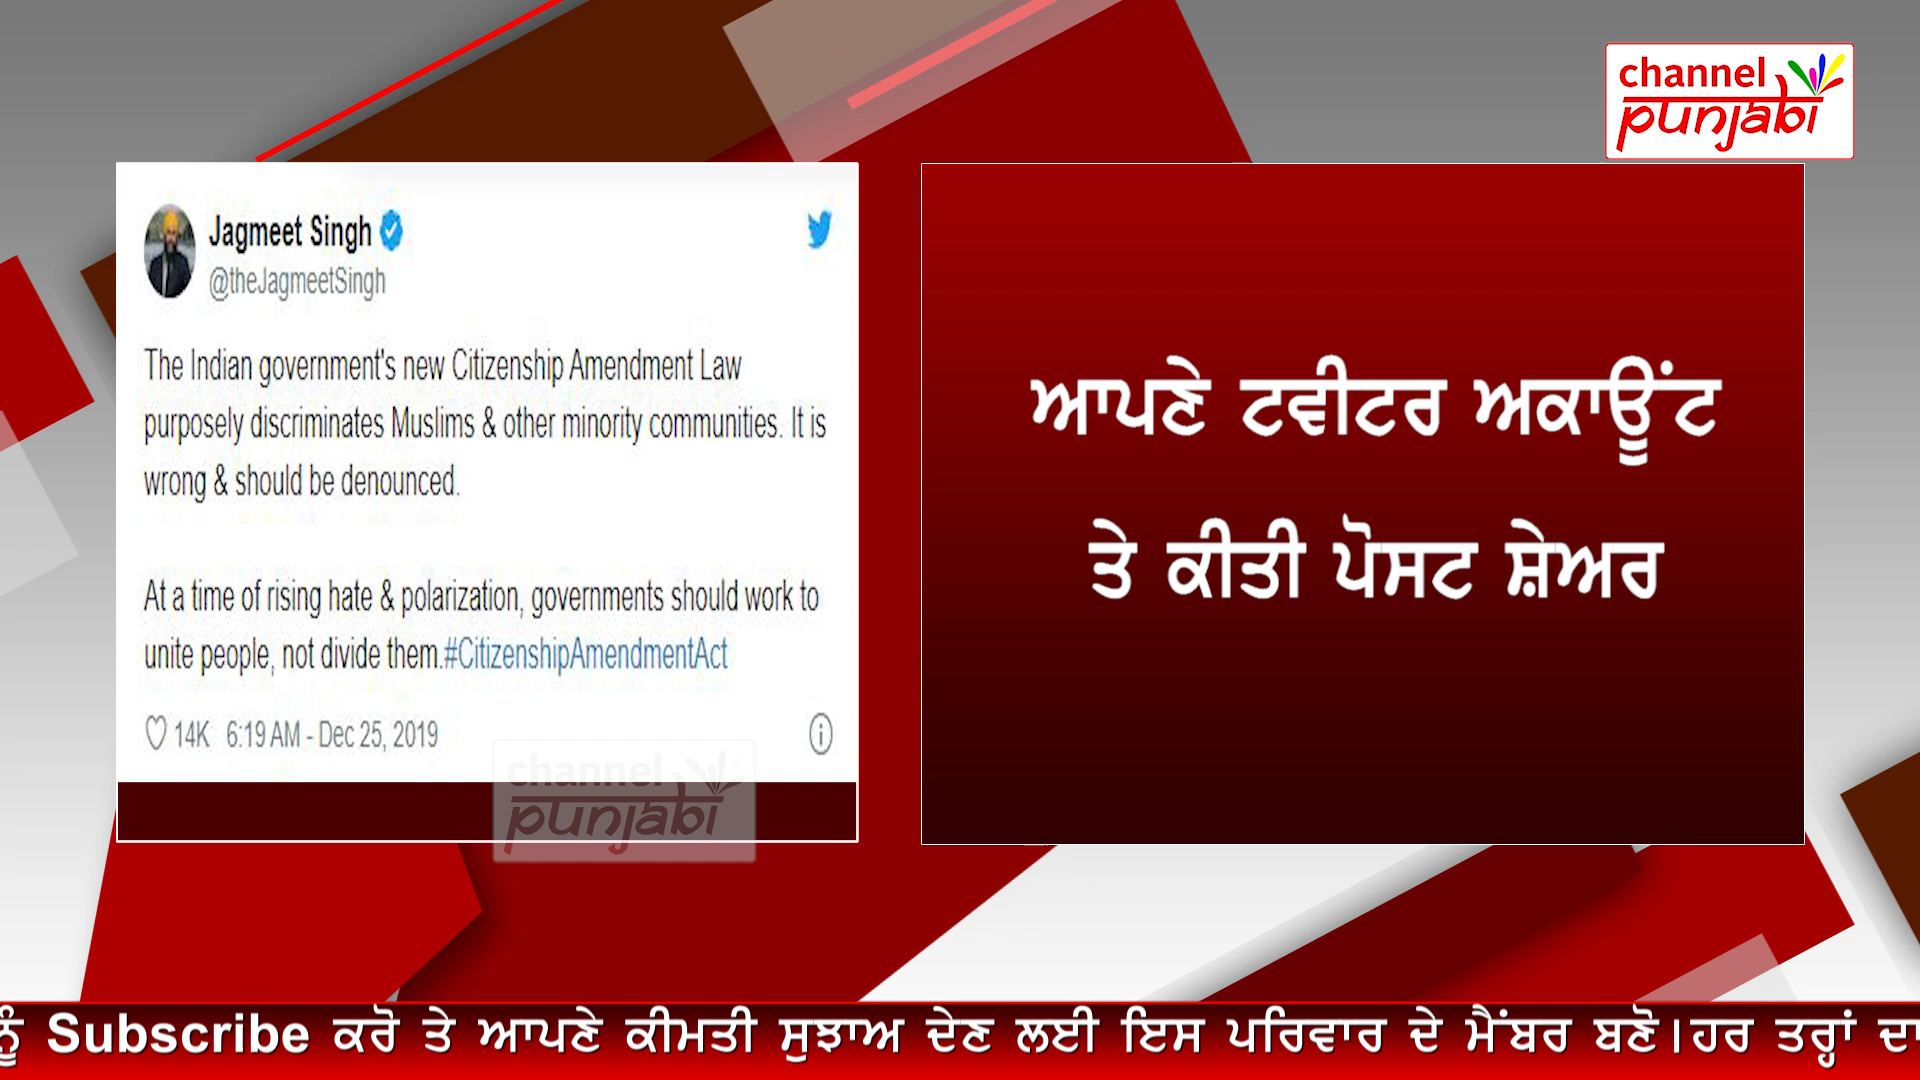 channel
punjabi
Jagmeet Singh
@theJagmeetSingh
The Indian government's new Citizenship Amendment Law
purposely discriminates Muslims & other minority communities. It is
wrong & should be denounced.
At a time of rising hate & polarization, governments should work to
unite people, not divide them.#CitizenshipAmendmentAct
14K 6:19 AM - Dec 25, 2019
channel
punjabi
ਆਪਣੇ ਟਵੀਟਰ ਅਕਾਊਂਟ
ਤੇ ਕੀਤੀ ਪੋਸਟ ਸ਼ੇਅਰ
Subscribe ਕਰੋ ਤੇ ਆਪਣੇ ਕੀਮਤੀ ਸੁਝਾਅ ਦੇਣ ਲਈ ਇਸ ਪਰਿਵਾਰ ਦੇ ਮੈਂਬਰ ਬਣੋ।ਹਰ ਤਰ੍ਹਾਂ ਦਾ